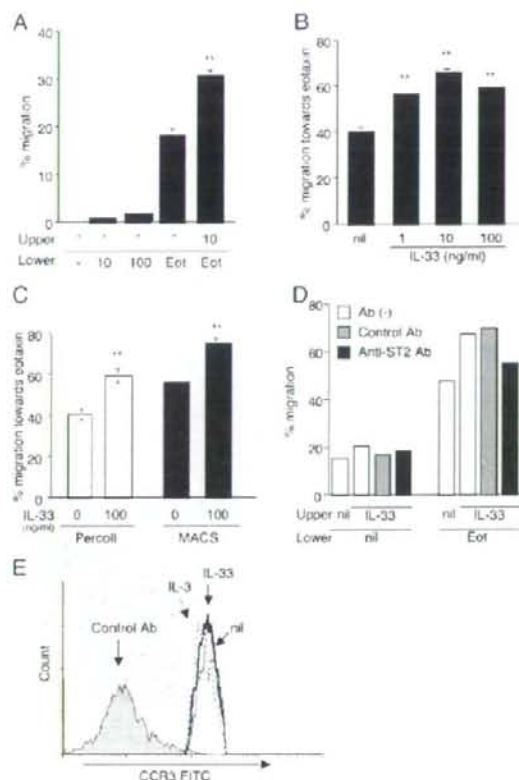 A
% migration
40
30
20
10
0
**
Upper - - - - 10
Lower - 10 100 Eot Eot
B
% migration towards eotaxin
80
60
40
20
0
** ** **
nil 1 10 100
IL-33 (ng/ml)
C
% migration towards eotaxin
80
60
40
20
0
** **
IL-33 0 100 0 100
(ng/ml)
Percoll MACS
D
% migration
80
60
40
20
0
Ab (-)
Control Ab
Anti-ST2 Ab
Upper nil IL-33 nil IL-33
Lower nil Eot
E
Count
Control Ab
IL-3
IL-33
nil
CCR3 FITC